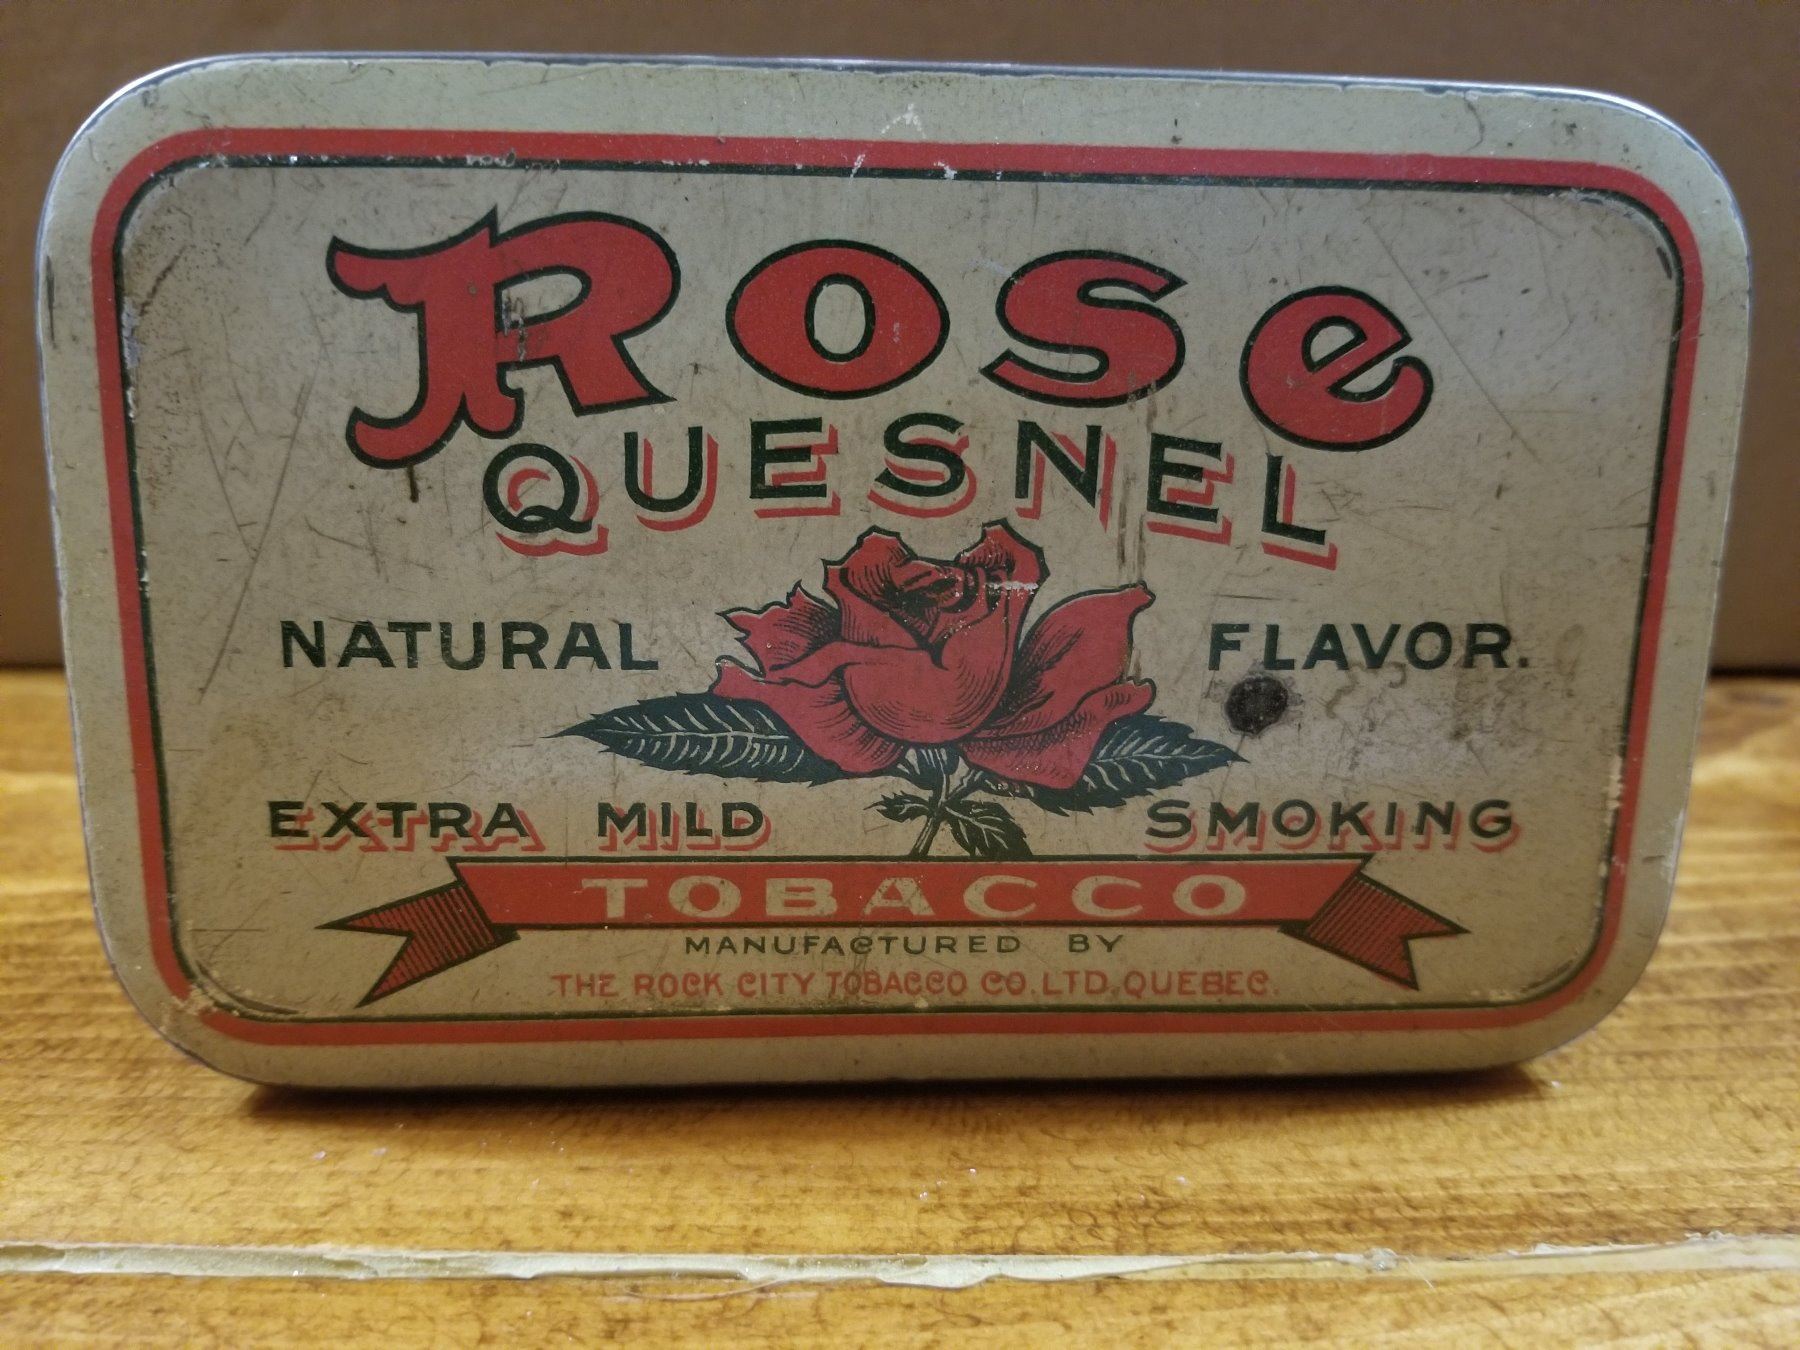 Rose
QUESNEL
NATURAL FLAVOR.
EXTRA MILD SMOKING
TOBACCO
MANUFACTURED BY
THE ROCK CITY TOBACCO CO. LTD. QUEBEC.